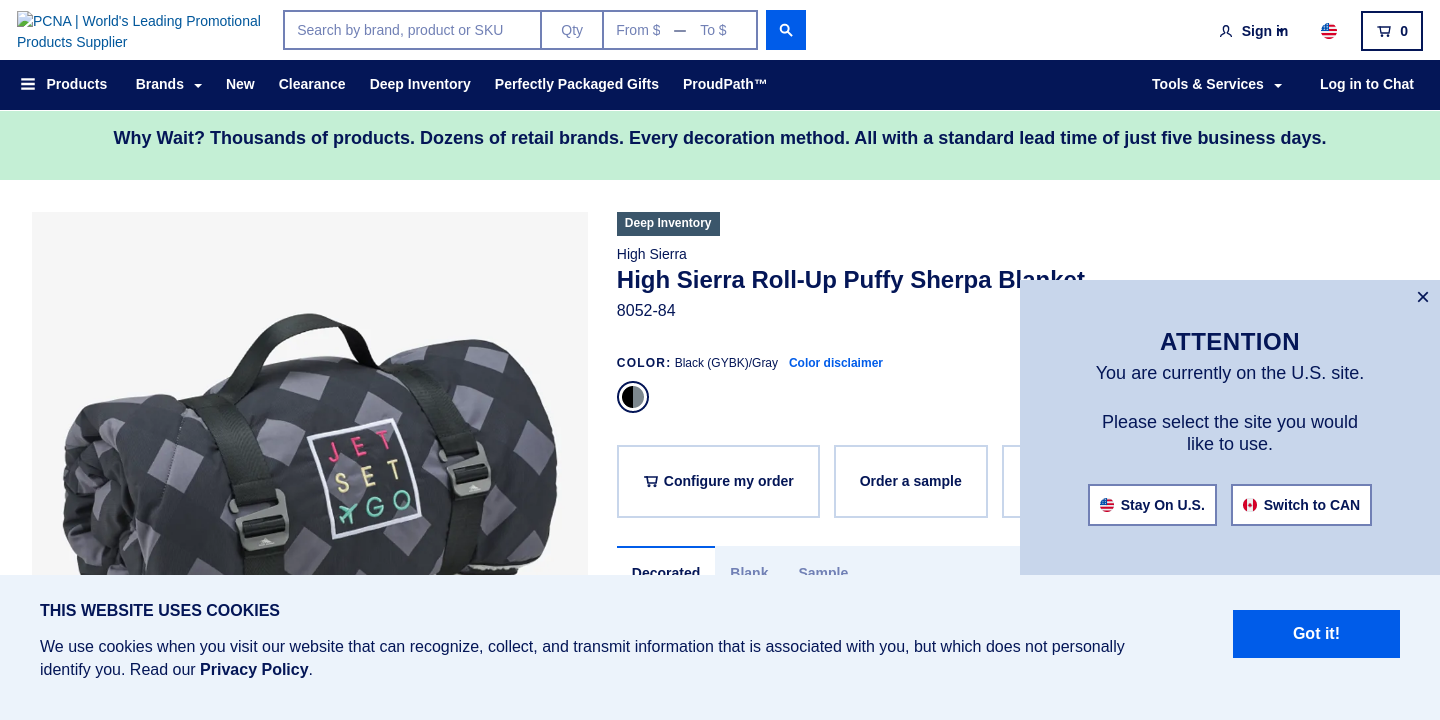 PCNA | World's Leading Promotional
Products Supplier
Search by brand, product or SKU
Qty
From $
To $
Sign in
0
Products
Brands
New
Clearance
Deep Inventory
Perfectly Packaged Gifts
ProudPath™
Tools & Services
Log in to Chat
Why Wait? Thousands of products. Dozens of retail brands. Every decoration method. All with a standard lead time of just five business days.
JET
SET
GO
Deep Inventory
High Sierra
High Sierra Roll-Up Puffy Sherpa Blanket
8052-84
COLOR: Black (GYBK)/Gray Color disclaimer
Configure my order
Order a sample
Decorated
Blank
Sample
ATTENTION
You are currently on the U.S. site.
Please select the site you would
like to use.
Stay On U.S.
Switch to CAN
THIS WEBSITE USES COOKIES
We use cookies when you visit our website that can recognize, collect, and transmit information that is associated with you, but which does not personally
identify you. Read our Privacy Policy.
Got it!